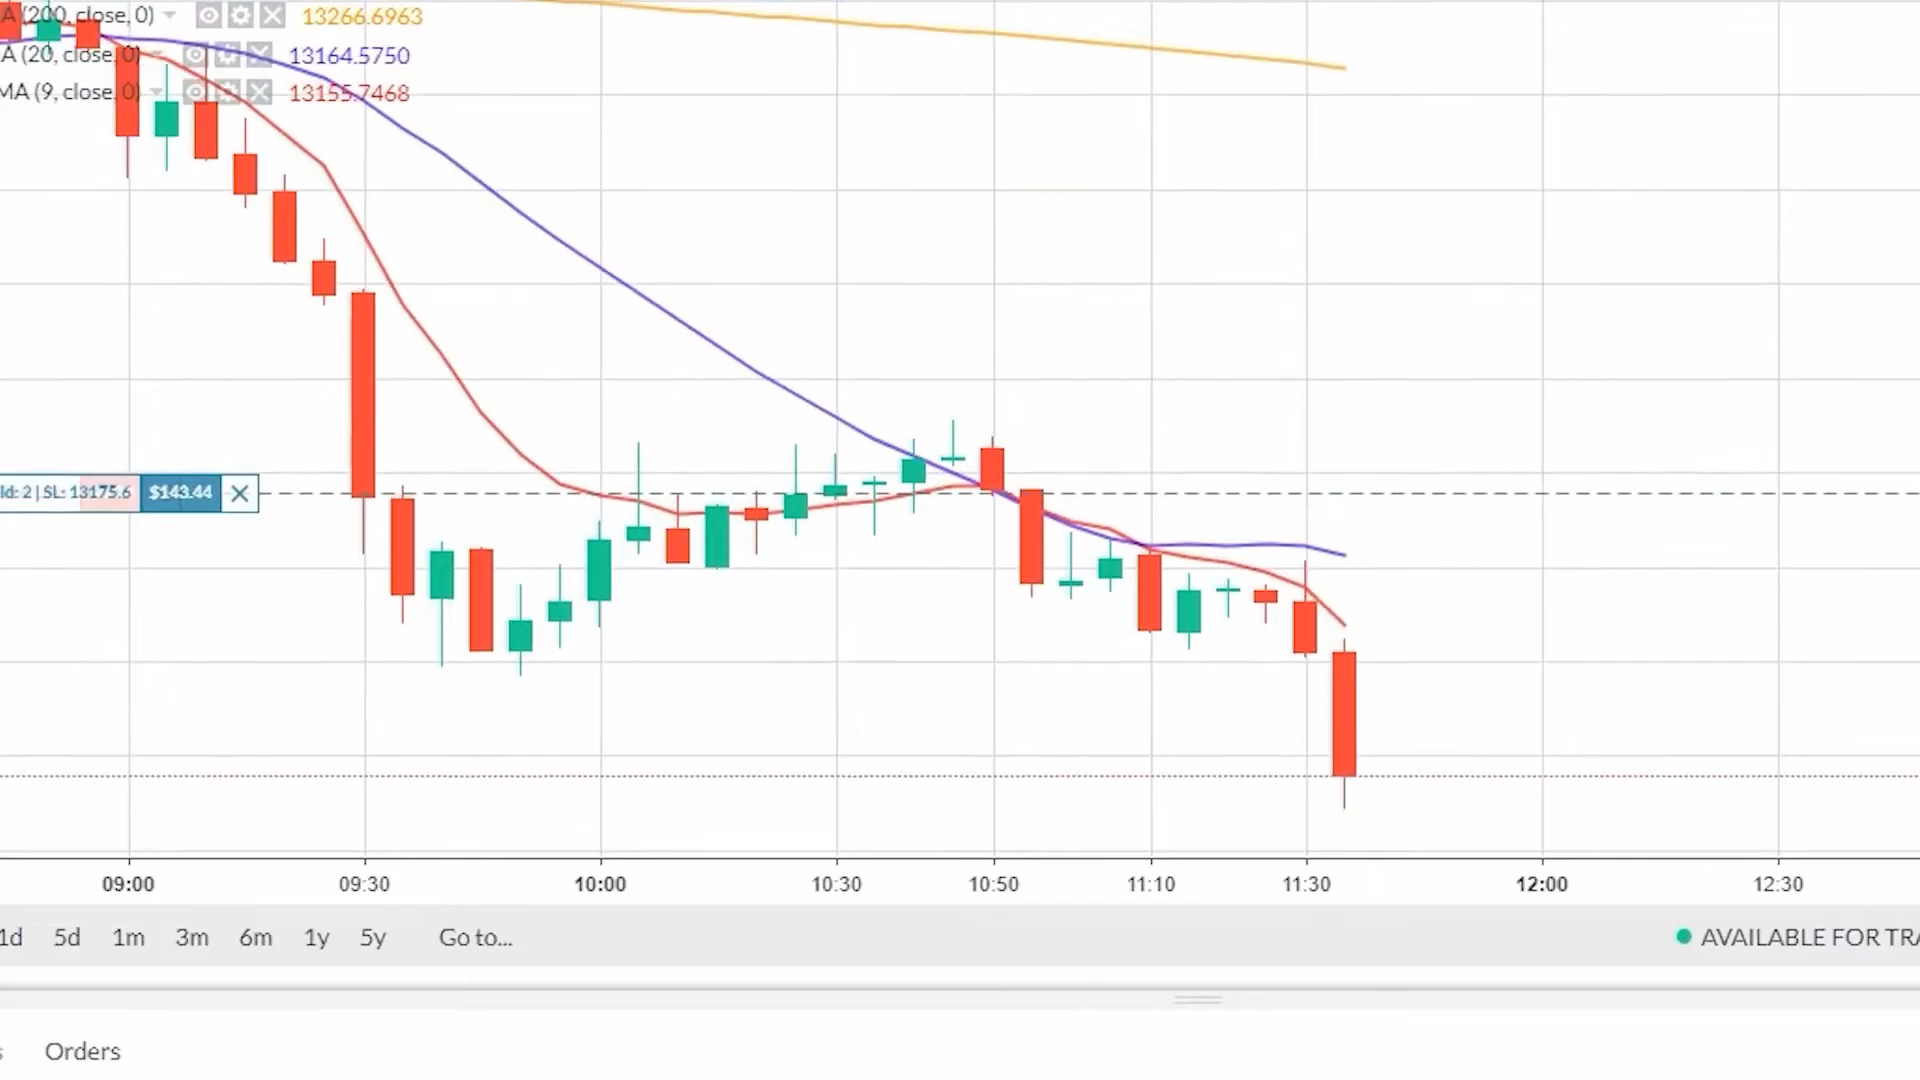 A (200, close, 0) 13266.6963
A (20, close, 0) 13164.5750
MA (9, close, 0) 13155.7468
ld: 2 | SL: 13175.6 $143.44
09:00 09:30 10:00 10:30 10:50 11:10 11:30 12:00 12:30
1d 5d 1m 3m 6m 1y 5y Go to... AVAILABLE FOR TRA
s Orders